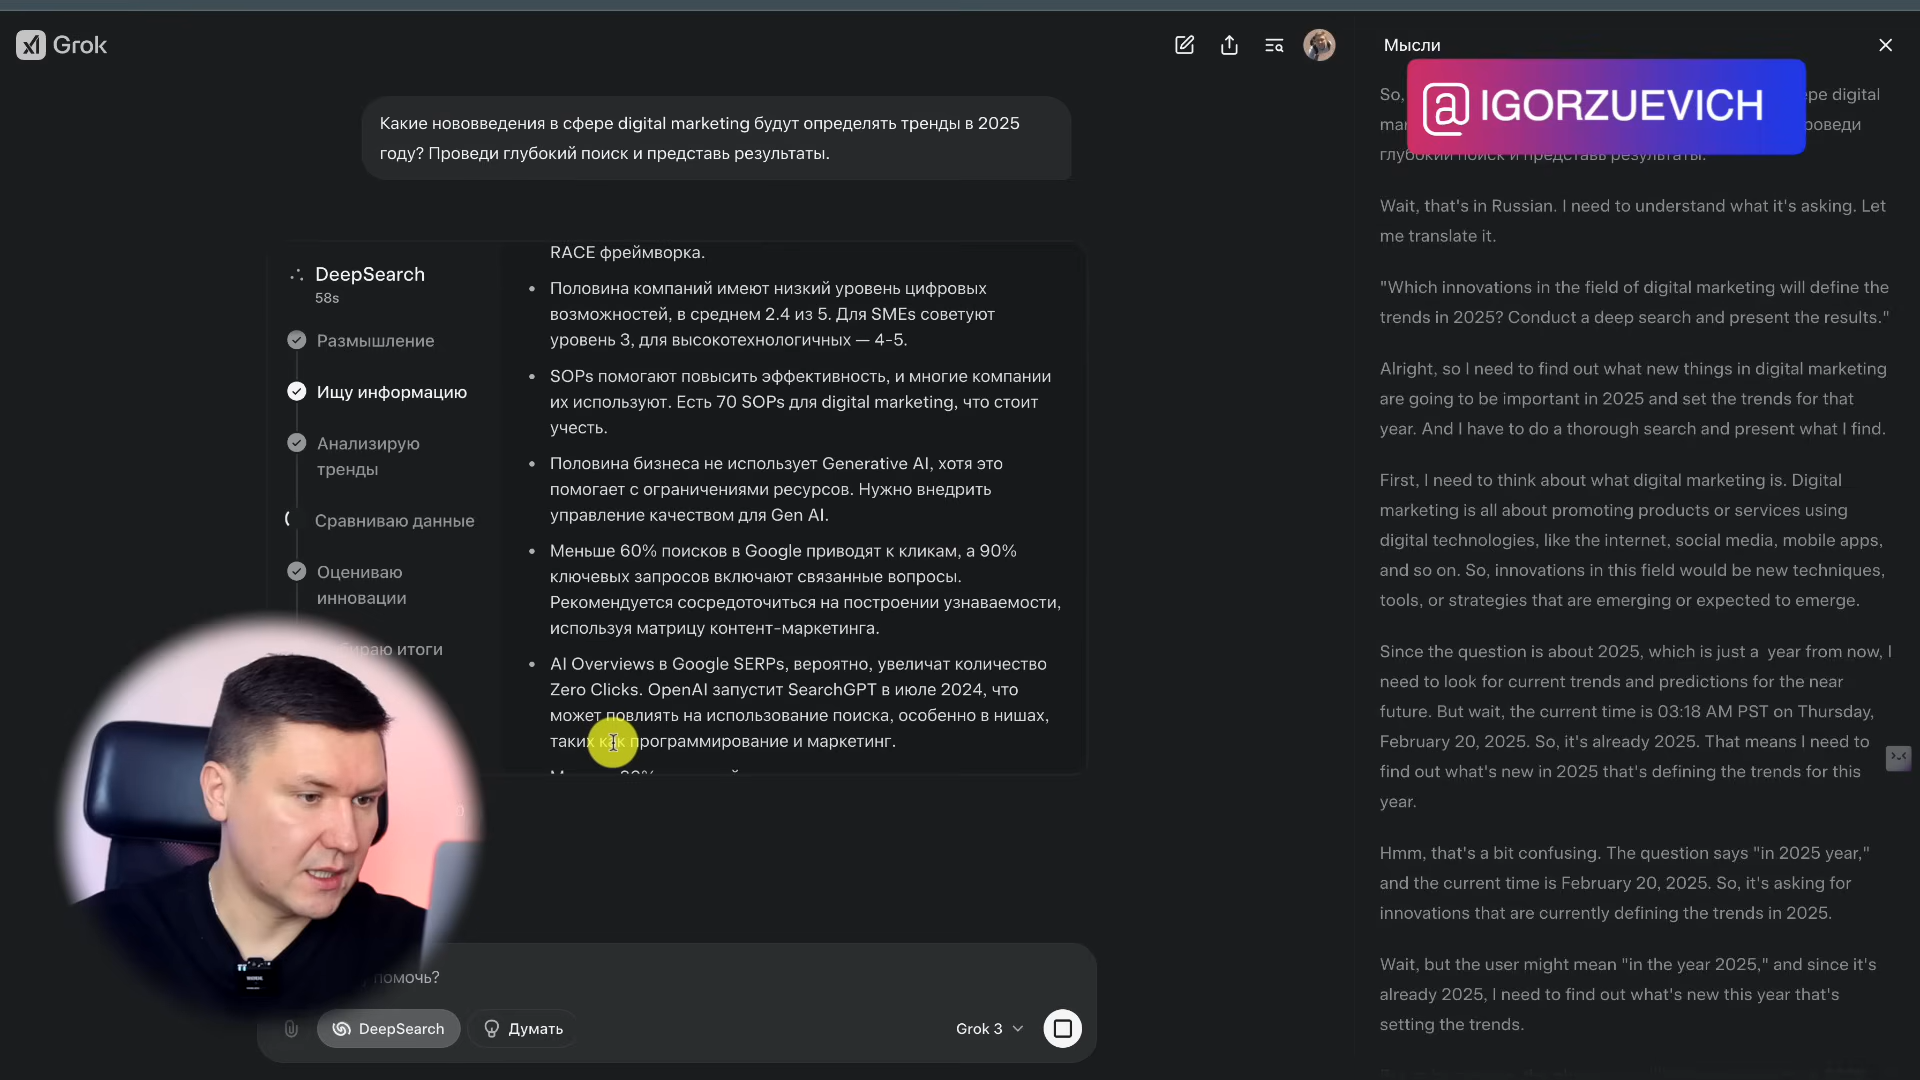 Grok
Какие нововведения в сфере digital marketing будут определять тренды в 2025
году? Проведи глубокий поиск и представь результаты.
DeepSearch
58s
Размышление
Ищу информацию
Анализирую
тренды
Сравниваю данные
Оцениваю
инновации
итоги
RACE фреймворка.
• Половина компаний имеют низкий уровень цифровых
возможностей, в среднем 2.4 из 5. Для SMEs советуют
уровень 3, для высокотехнологичных — 4-5.
• SOPs помогают повысить эффективность, и многие компании
их используют. Есть 70 SOPs для digital marketing, что стоит
учесть.
• Половина бизнеса не использует Generative AI, хотя это
помогает с ограничениями ресурсов. Нужно внедрить
управление качеством для Gen AI.
• Меньше 60% поисков в Google приводят к кликам, а 90%
ключевых запросов включают связанные вопросы.
Рекомендуется сосредоточиться на построении узнаваемости,
используя матрицу контент-маркетинга.
• AI Overviews в Google SERPs, вероятно, увеличат количество
Zero Clicks. OpenAI запустит SearchGPT в июле 2024, что
может повлиять на использование поиска, особенно в нишах,
таких как программирование и маркетинг.
помочь?
DeepSearch
Думать
Grok 3
Мысли
@IGORZUEVICH
So,
digital
глубокий поиск и представь результаты.
Wait, that's in Russian. I need to understand what it's asking. Let
me translate it.
"Which innovations in the field of digital marketing will define the
trends in 2025? Conduct a deep search and present the results."
Alright, so I need to find out what new things in digital marketing
are going to be important in 2025 and set the trends for that
year. And I have to do a thorough search and present what I find.
First, I need to think about what digital marketing is. Digital
marketing is all about promoting products or services using
digital technologies, like the internet, social media, mobile apps,
and so on. So, innovations in this field would be new techniques,
tools, or strategies that are emerging or expected to emerge.
Since the question is about 2025, which is just a year from now, I
need to look for current trends and predictions for the near
future. But wait, the current time is 03:18 AM PST on Thursday,
February 20, 2025. So, it's already 2025. That means I need to
find out what's new in 2025 that's defining the trends for this
year.
Hmm, that's a bit confusing. The question says "in 2025 year,"
and the current time is February 20, 2025. So, it's asking for
innovations that are currently defining the trends in 2025.
Wait, but the user might mean "in the year 2025," and since it's
already 2025, I need to find out what's new this year that's
setting the trends.